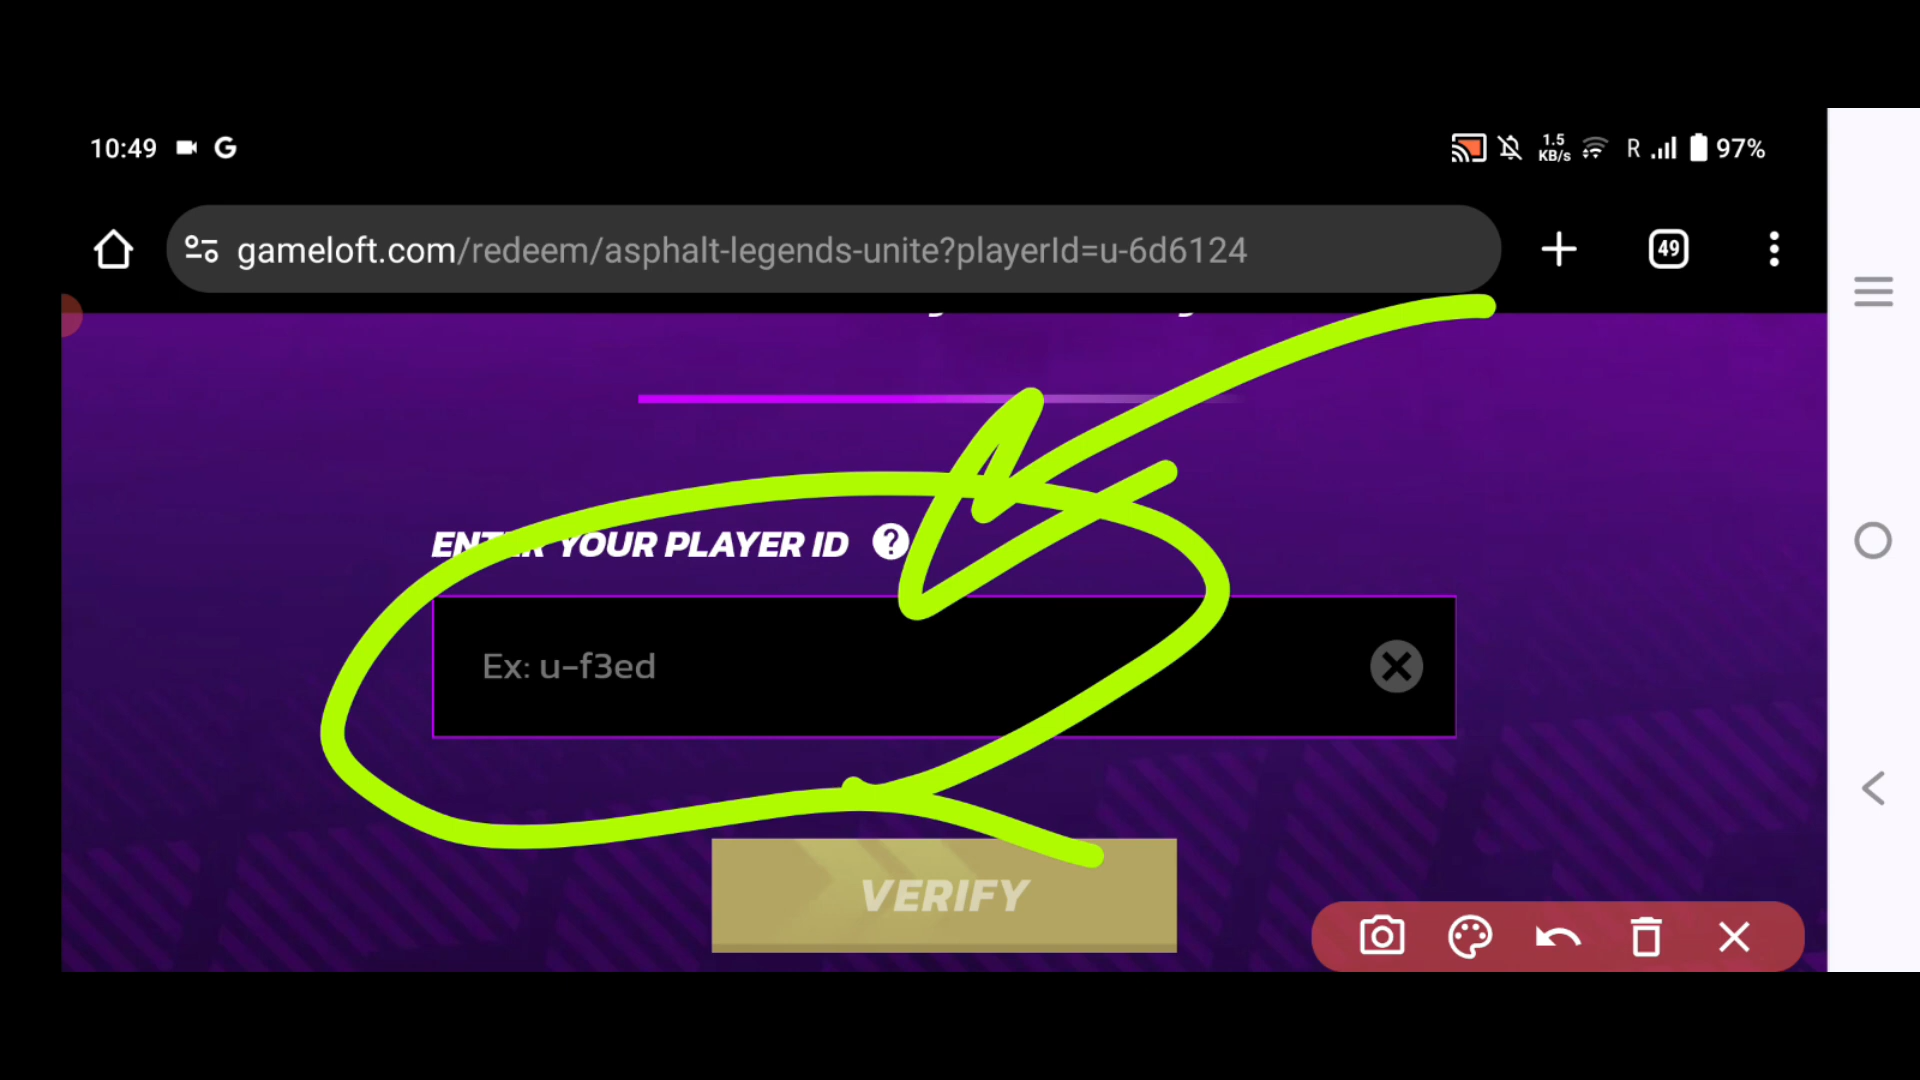 10:49 G 1.5 KB/s R 97%
gameloft.com/redeem/asphalt-legends-unite?playerId=u-6d6124 49
ENTER YOUR PLAYER ID ?
Ex: u-f3ed
VERIFY